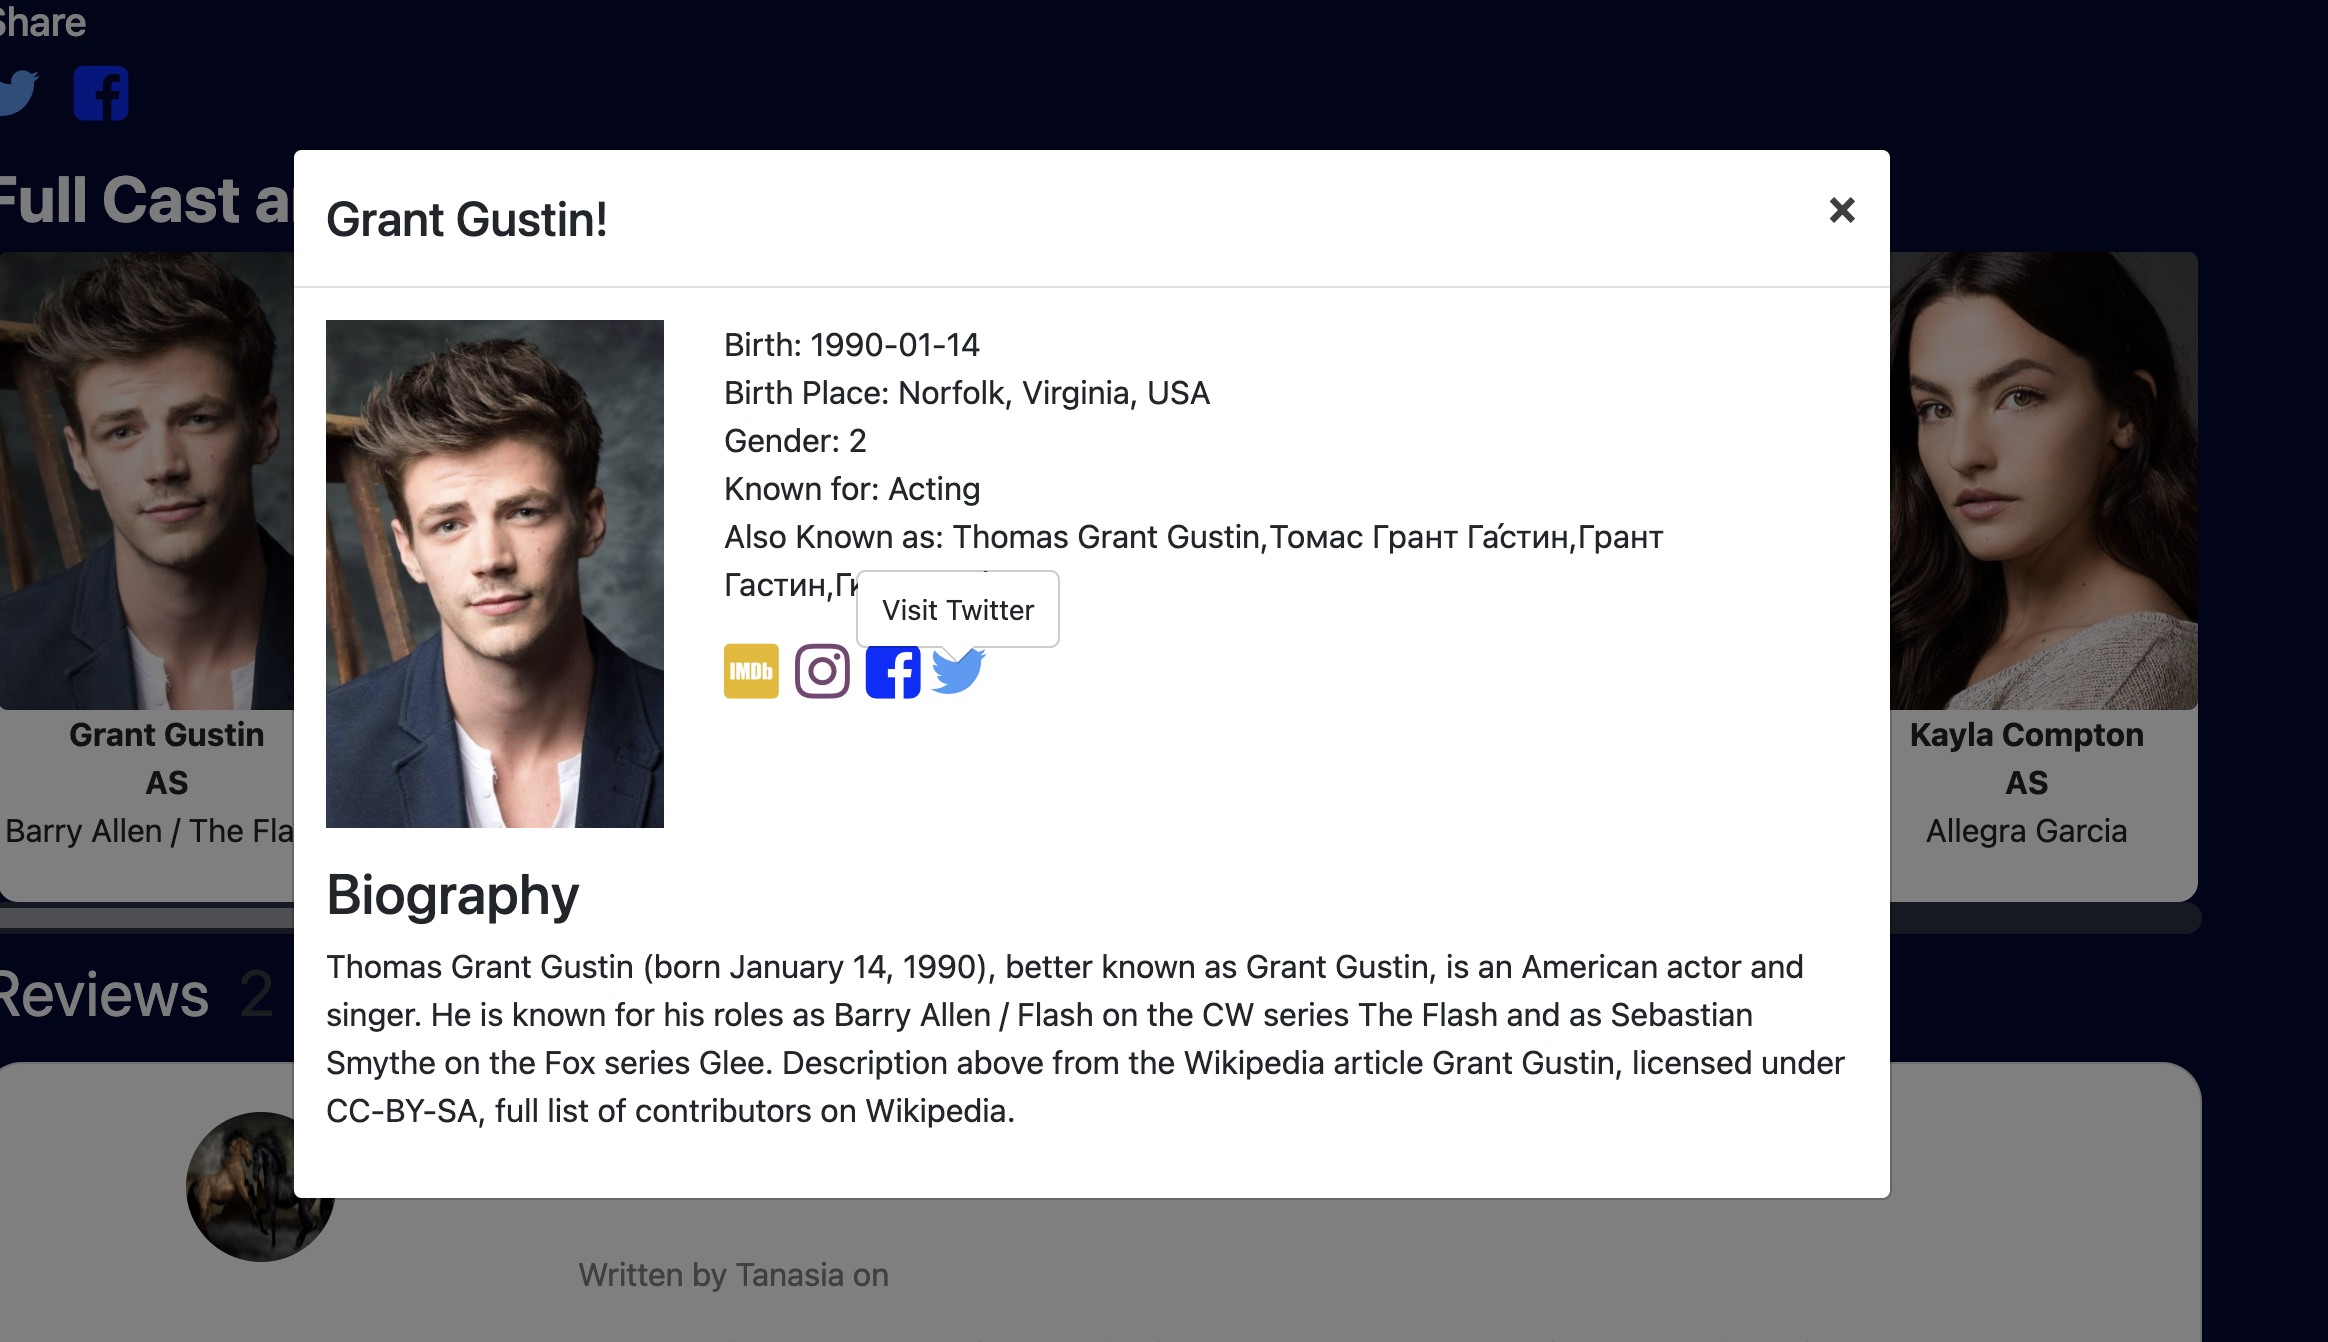 Share
Full Cast
Grant Gustin!
Birth: 1990-01-14
Birth Place: Norfolk, Virginia, USA
Gender: 2
Known for: Acting
Also Known as: Thomas Grant Gustin,Томас Грант Га́стин,Грант
Гастин,
Visit Twitter
IMDb
Grant Gustin
AS
Barry Allen / The
Kayla Compton
AS
Allegra Garcia
Biography
Thomas Grant Gustin (born January 14, 1990), better known as Grant Gustin, is an American actor and
singer. He is known for his roles as Barry Allen / Flash on the CW series The Flash and as Sebastian
Smythe on the Fox series Glee. Description above from the Wikipedia article Grant Gustin, licensed under
CC-BY-SA, full list of contributors on Wikipedia.
Reviews 2
Written by Tanasia on